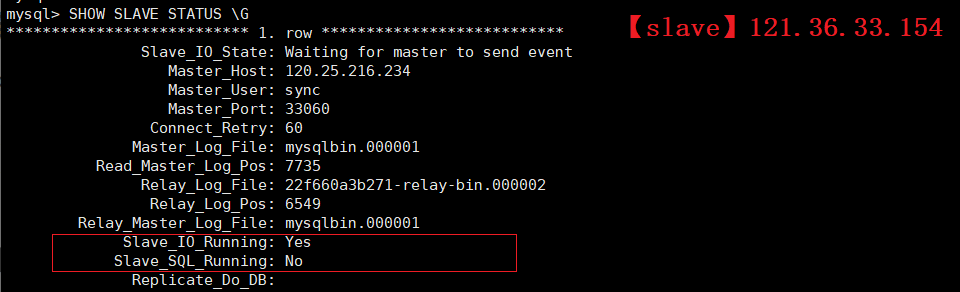 mysql> SHOW SLAVE STATUS \G
*************************** 1. row ***************************
Slave_IO_State: Waiting for master to send event
Master_Host: 120.25.216.234
Master_User: sync
Master_Port: 33060
Connect_Retry: 60
Master_Log_File: mysqlbin.000001
Read_Master_Log_Pos: 7735
Relay_Log_File: 22f660a3b271-relay-bin.000002
Relay_Log_Pos: 6549
Relay_Master_Log_File: mysqlbin.000001
Slave_IO_Running: Yes
Slave_SQL_Running: No
Replicate_Do_DB:
【slave】121.36.33.154